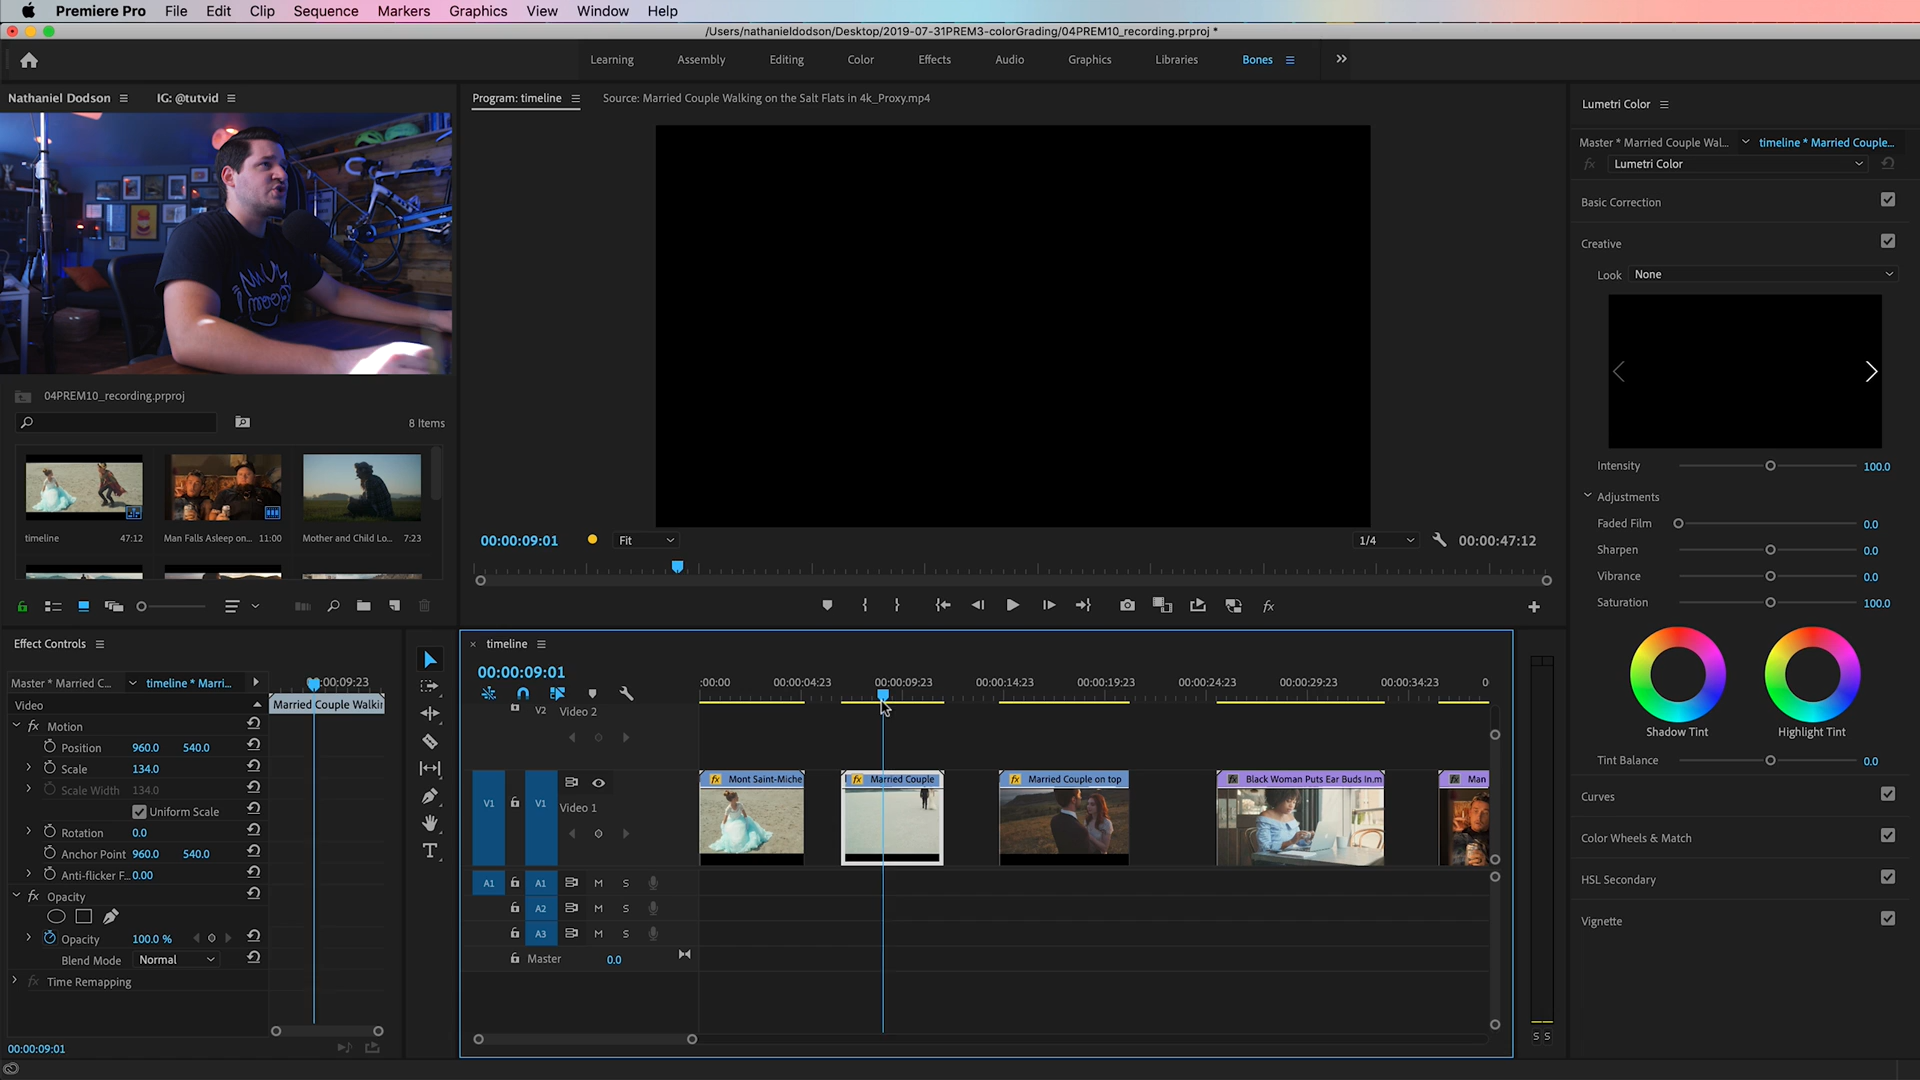 Premiere Pro File Edit Clip Sequence Markers Graphics View Window Help
/Users/nathanieldodson/Desktop/2019-07-31PREM3-colorGrading/04PREM10_recording.prproj *
Learning Assembly Editing Color Effects Audio Graphics Libraries Bones
Nathaniel Dodson IG: @tutvid
Program: timeline Source: Married Couple Walking on the Salt Flats in 4k_Proxy.mp4
Lumetri Color
Master * Married Couple Wal... timeline * Married Couple...
fx Lumetri Color
Basic Correction
Creative
Look None
Intensity 100.0
Adjustments
Faded Film 0.0
Sharpen 0.0
Vibrance 0.0
Saturation 100.0
Shadow Tint Highlight Tint
Tint Balance 0.0
Curves
Color Wheels & Match
HSL Secondary
Vignette
04PREM10_recording.prproj
8 Items
timeline 47:12 Man Falls Asleep on... 11:00 Mother and Child Lo... 7:23
00:00:09:01 Fit 1/4 00:00:47:12
fx
Effect Controls
Master * Married C... timeline * Marri... 00:00:09:23
Video Married Couple Walkin
fx Motion
Position 960.0 540.0
Scale 134.0
Scale Width 134.0
Uniform Scale
Rotation 0.0
Anchor Point 960.0 540.0
Anti-flicker F... 0.00
fx Opacity
Opacity 100.0 %
Blend Mode Normal
fx Time Remapping
00:00:09:01
timeline
00:00:09:01
:00:00 00:00:04:23 00:00:09:23 00:00:14:23 00:00:19:23 00:00:24:23 00:00:29:23 00:00:34:23 0
V2 Video 2
V1 V1 Video 1
fx Mont Saint-Miche fx Married Couple fx Married Couple on top fx Black Woman Puts Ear Buds In.m fx Man
A1 A1 M S
A2 M S
A3 M S
Master 0.0
S S